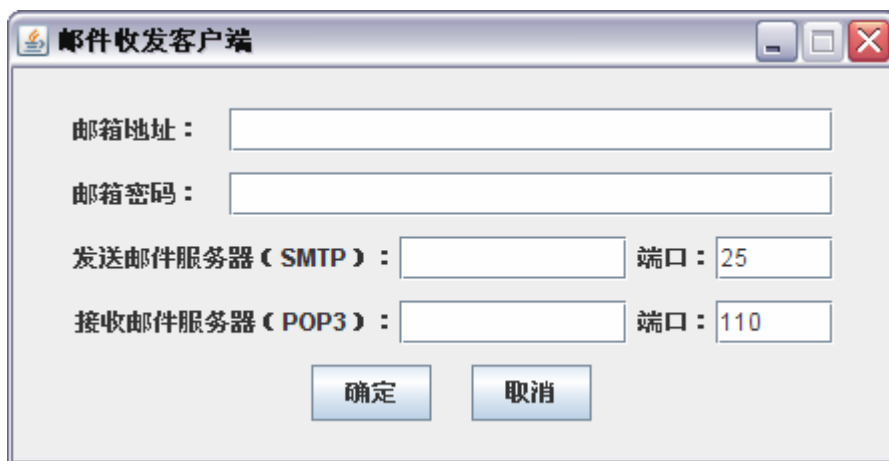 邮件收发客户端
邮箱地址：
邮箱密码：
发送邮件服务器（SMTP）： 端口：25
接收邮件服务器（POP3）： 端口：110
确定 取消